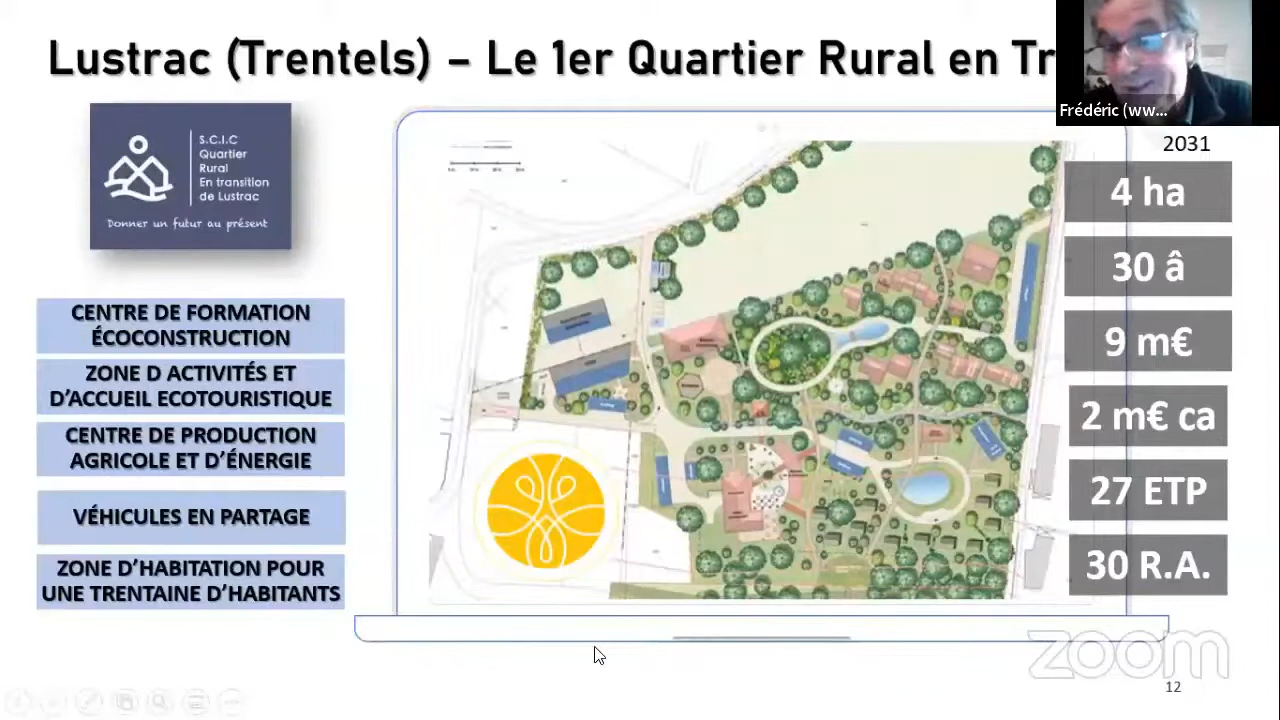 Lustrac (Trentels) – Le 1er Quartier Rural en Tr
Frédéric (ww...
S.C.I.C
Quartier
Rural
En transition
de Lustrac
Donner un futur au présent
CENTRE DE FORMATION
ÉCOCONSTRUCTION
ZONE D ACTIVITÉS ET
D'ACCUEIL ECOTOURISTIQUE
CENTRE DE PRODUCTION
AGRICOLE ET D'ÉNERGIE
VÉHICULES EN PARTAGE
ZONE D'HABITATION POUR
UNE TRENTAINE D'HABITANTS
2031
4 ha
30 â
9 m€
2 m€ ca
27 ETP
30 R.A.
zoom
12